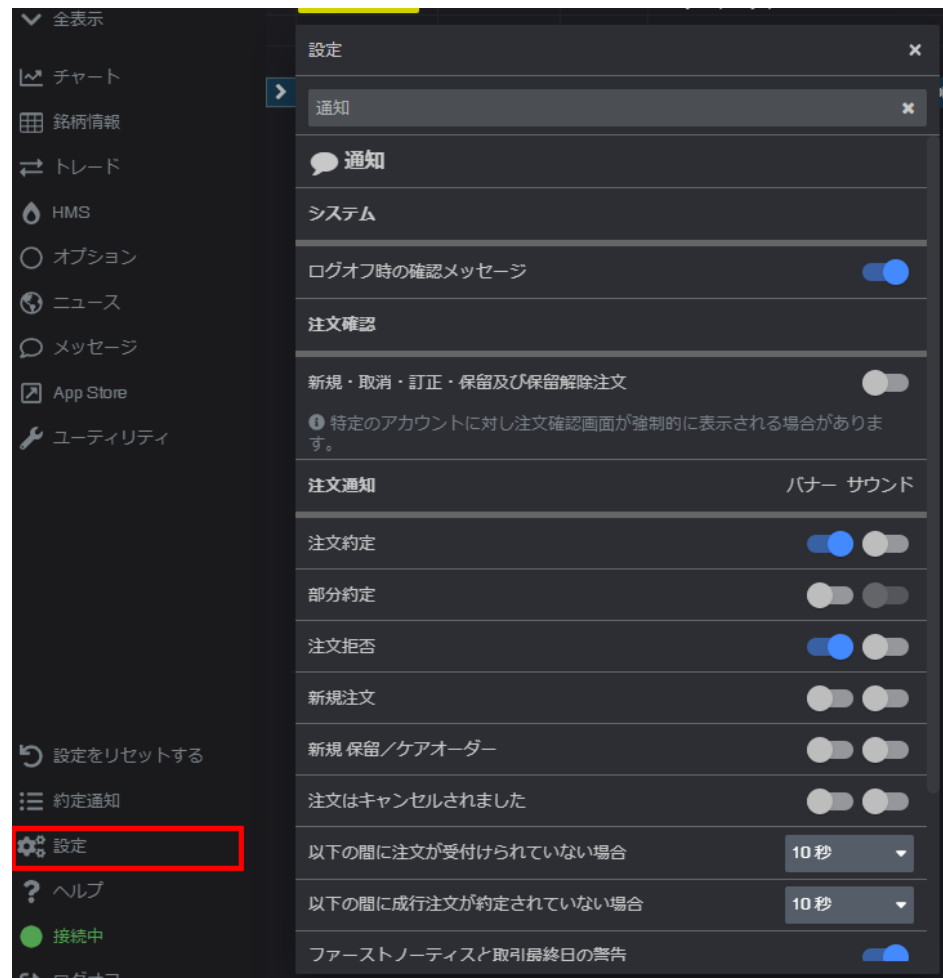 全表示
チャート
銘柄情報
トレード
HMS
オプション
ニュース
メッセージ
App Store
ユーティリティ
設定をリセットする
約定通知
設定
ヘルプ
接続中
ログオフ
設定
通知
通知
システム
ログオフ時の確認メッセージ
注文確認
新規・取消・訂正・保留及び保留解除注文
特定のアカウントに対し注文確認画面が強制的に表示される場合がありま
す。
注文通知 バナー サウンド
注文約定
部分約定
注文拒否
新規注文
新規 保留／ケアオーダー
注文はキャンセルされました
以下の間に注文が受付けられていない場合 10 秒
以下の間に成行注文が約定されていない場合 10 秒
ファーストノーティスと取引最終日の警告